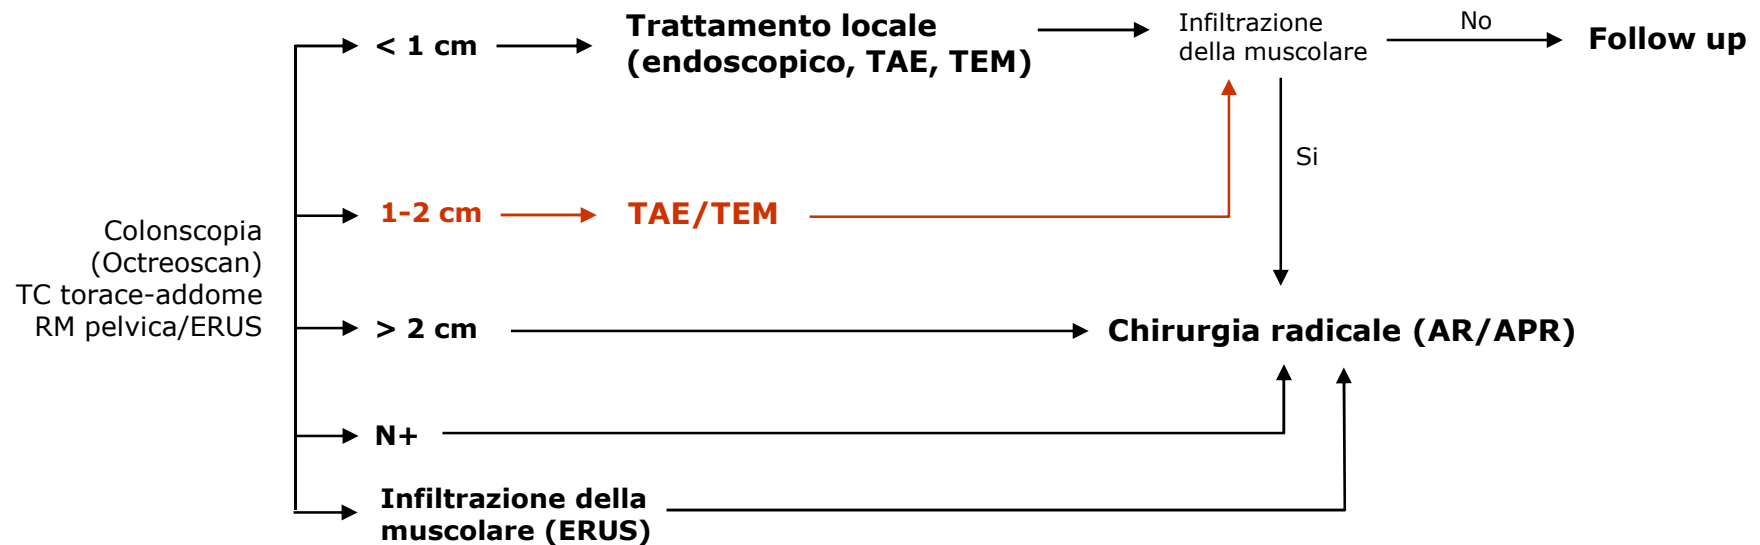 Colonscopia
(Octreoscan)
TC torace-addome
RM pelvica/ERUS
< 1 cm
Trattamento locale
(endoscopico, TAE, TEM)
Infiltrazione
della muscolare
No
Follow up
Si
1-2 cm
TAE/TEM
> 2 cm
Chirurgia radicale (AR/APR)
N+
Infiltrazione della
muscolare (ERUS)